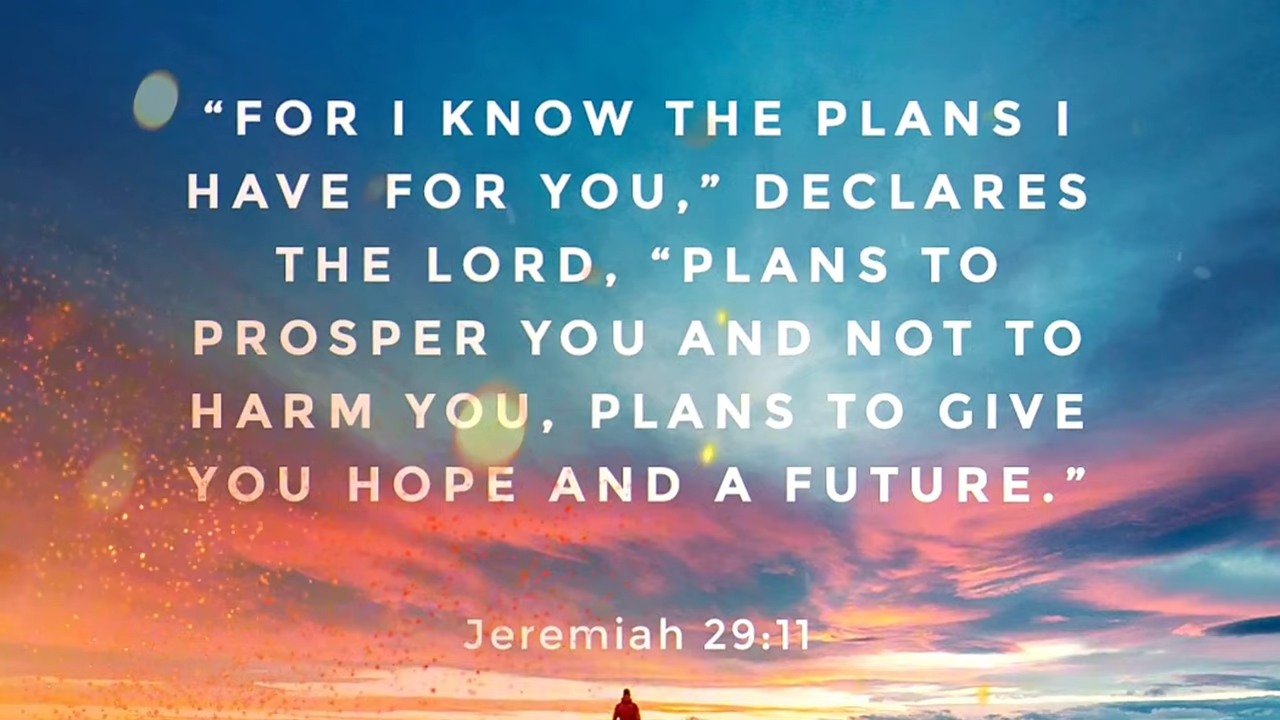 “FOR I KNOW THE PLANS I
HAVE FOR YOU,” DECLARES
THE LORD, “PLANS TO
PROSPER YOU AND NOT TO
HARM YOU, PLANS TO GIVE
YOU HOPE AND A FUTURE.”
Jeremiah 29:11